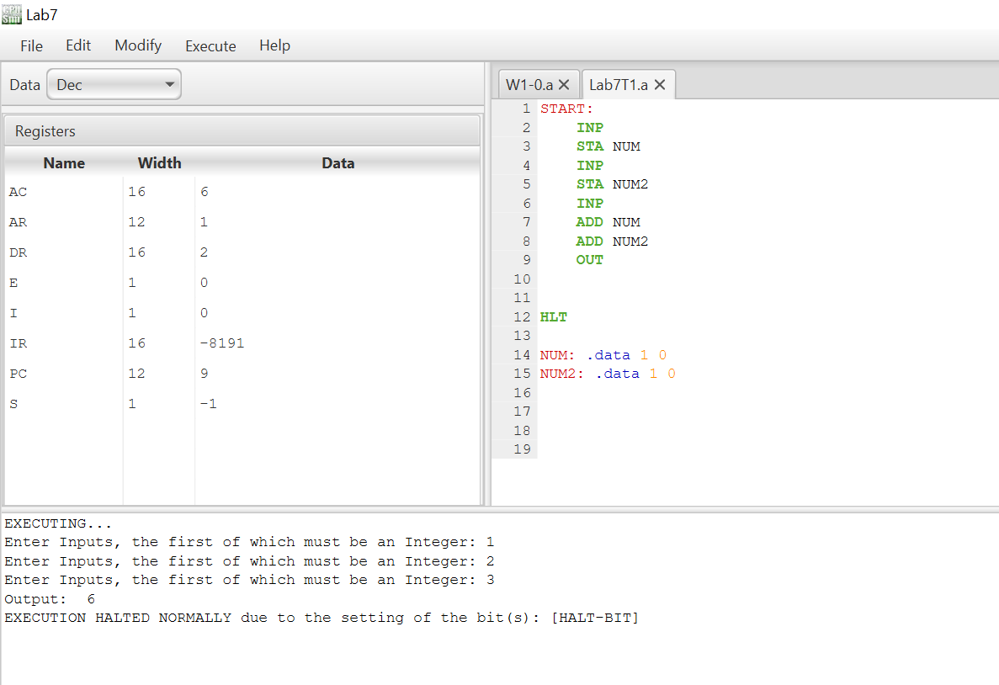 CPU Sim Lab7
File Edit Modify Execute Help
Data Dec
Registers
Name Width Data
AC 16 6
AR 12 1
DR 16 2
E 1 0
I 1 0
IR 16 -8191
PC 12 9
S 1 -1
W1-0.a Lab7T1.a
1 START:
2 INP
3 STA NUM
4 INP
5 STA NUM2
6 INP
7 ADD NUM
8 ADD NUM2
9 OUT
10
11
12 HLT
13
14 NUM: .data 1 0
15 NUM2: .data 1 0
16
17
18
19
EXECUTING...
Enter Inputs, the first of which must be an Integer: 1
Enter Inputs, the first of which must be an Integer: 2
Enter Inputs, the first of which must be an Integer: 3
Output:  6
EXECUTION HALTED NORMALLY due to the setting of the bit(s): [HALT-BIT]